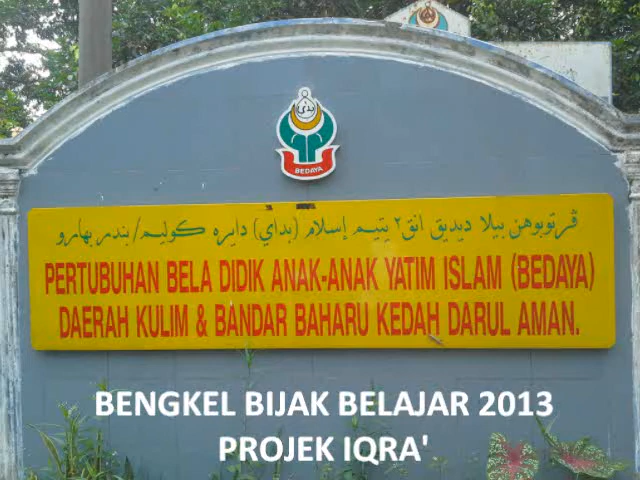 BEDAYA
ڤرتوبوهن بيلا ديديق انق٢ يتيم إسلام (بداي) دايره كوليم/بندر بهارو
PERTUBUHAN BELA DIDIK ANAK-ANAK YATIM ISLAM (BEDAYA)
DAERAH KULIM & BANDAR BAHARU KEDAH DARUL AMAN.
BENGKEL BIJAK BELAJAR 2013
PROJEK IQRA'